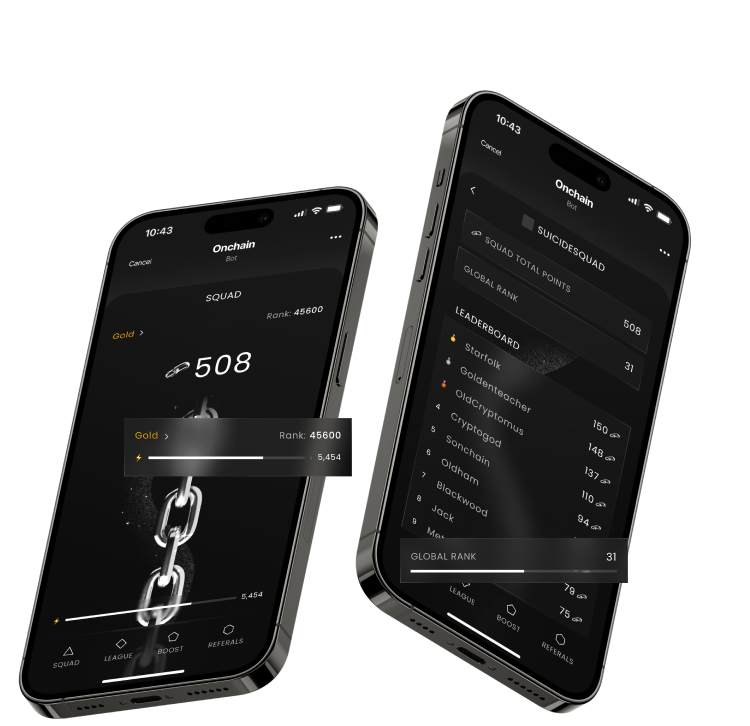 10:43
Cancel
Onchain
Bot
SQUAD
Rank: 45600
Gold >
508
Gold >
Rank: 45600
5,454
5,454
SQUAD
LEAGUE
BOOST
REFERALS
10:43
Cancel
Onchain
Bot
SUICIDESQUAD
SQUAD TOTAL POINTS
508
GLOBAL RANK
31
LEADERBOARD
Starfolk
150
Goldenteacher
148
OldCryptomus
137
4 Cryptogod
110
5 Sonchain
94
6 Oldham
7 Blackwood
8 Jack
79
9
75
GLOBAL RANK
31
LEAGUE
BOOST
REFERALS